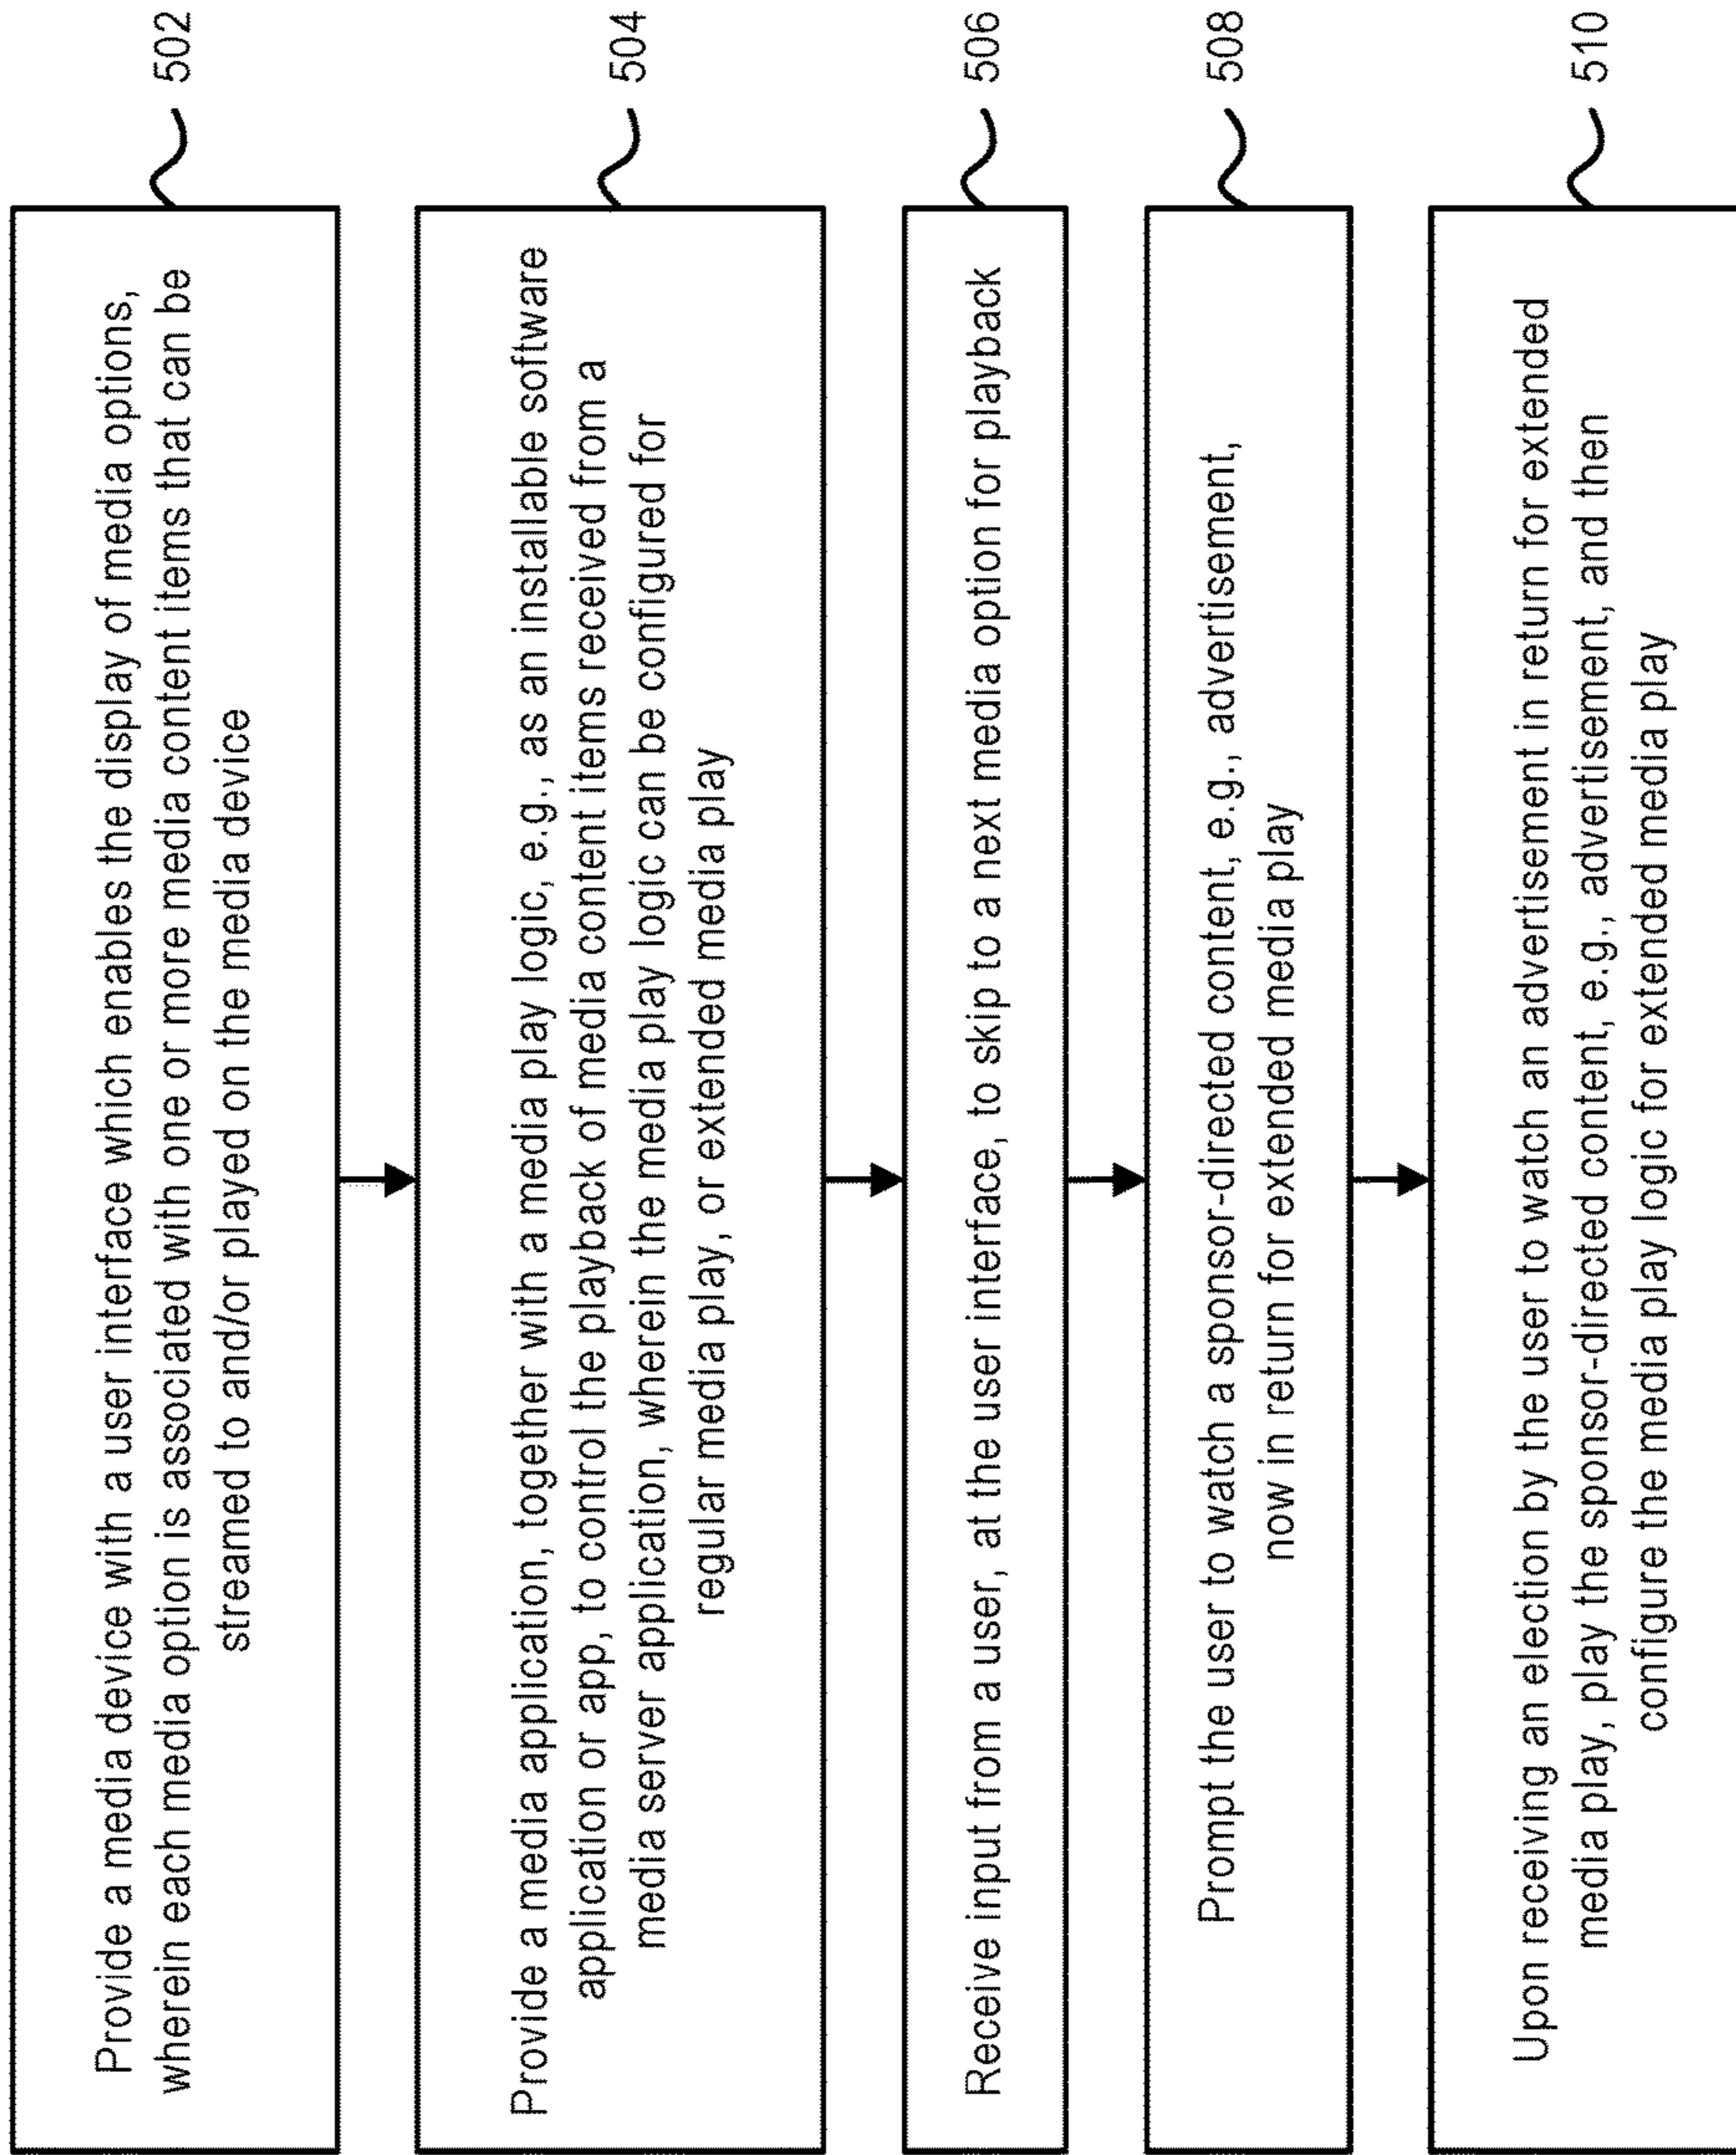 Provide a media device with a user interface which enables the display of media options,
wherein each media option is associated with one or more media content items that can be
streamed to and/or played on the media device
502
Provide a media application, together with a media play logic, e.g., as an installable software
application or app, to control the playback of media content items received from a
media server application, wherein the media play logic can be configured for
regular media play, or extended media play
504
Receive input from a user, at the user interface, to skip to a next media option for playback
506
Prompt the user to watch a sponsor-directed content, e.g., advertisement,
now in return for extended media play
508
Upon receiving an election by the user to watch an advertisement in return for extended
media play, play the sponsor-directed content, e.g., advertisement, and then
configure the media play logic for extended media play
510